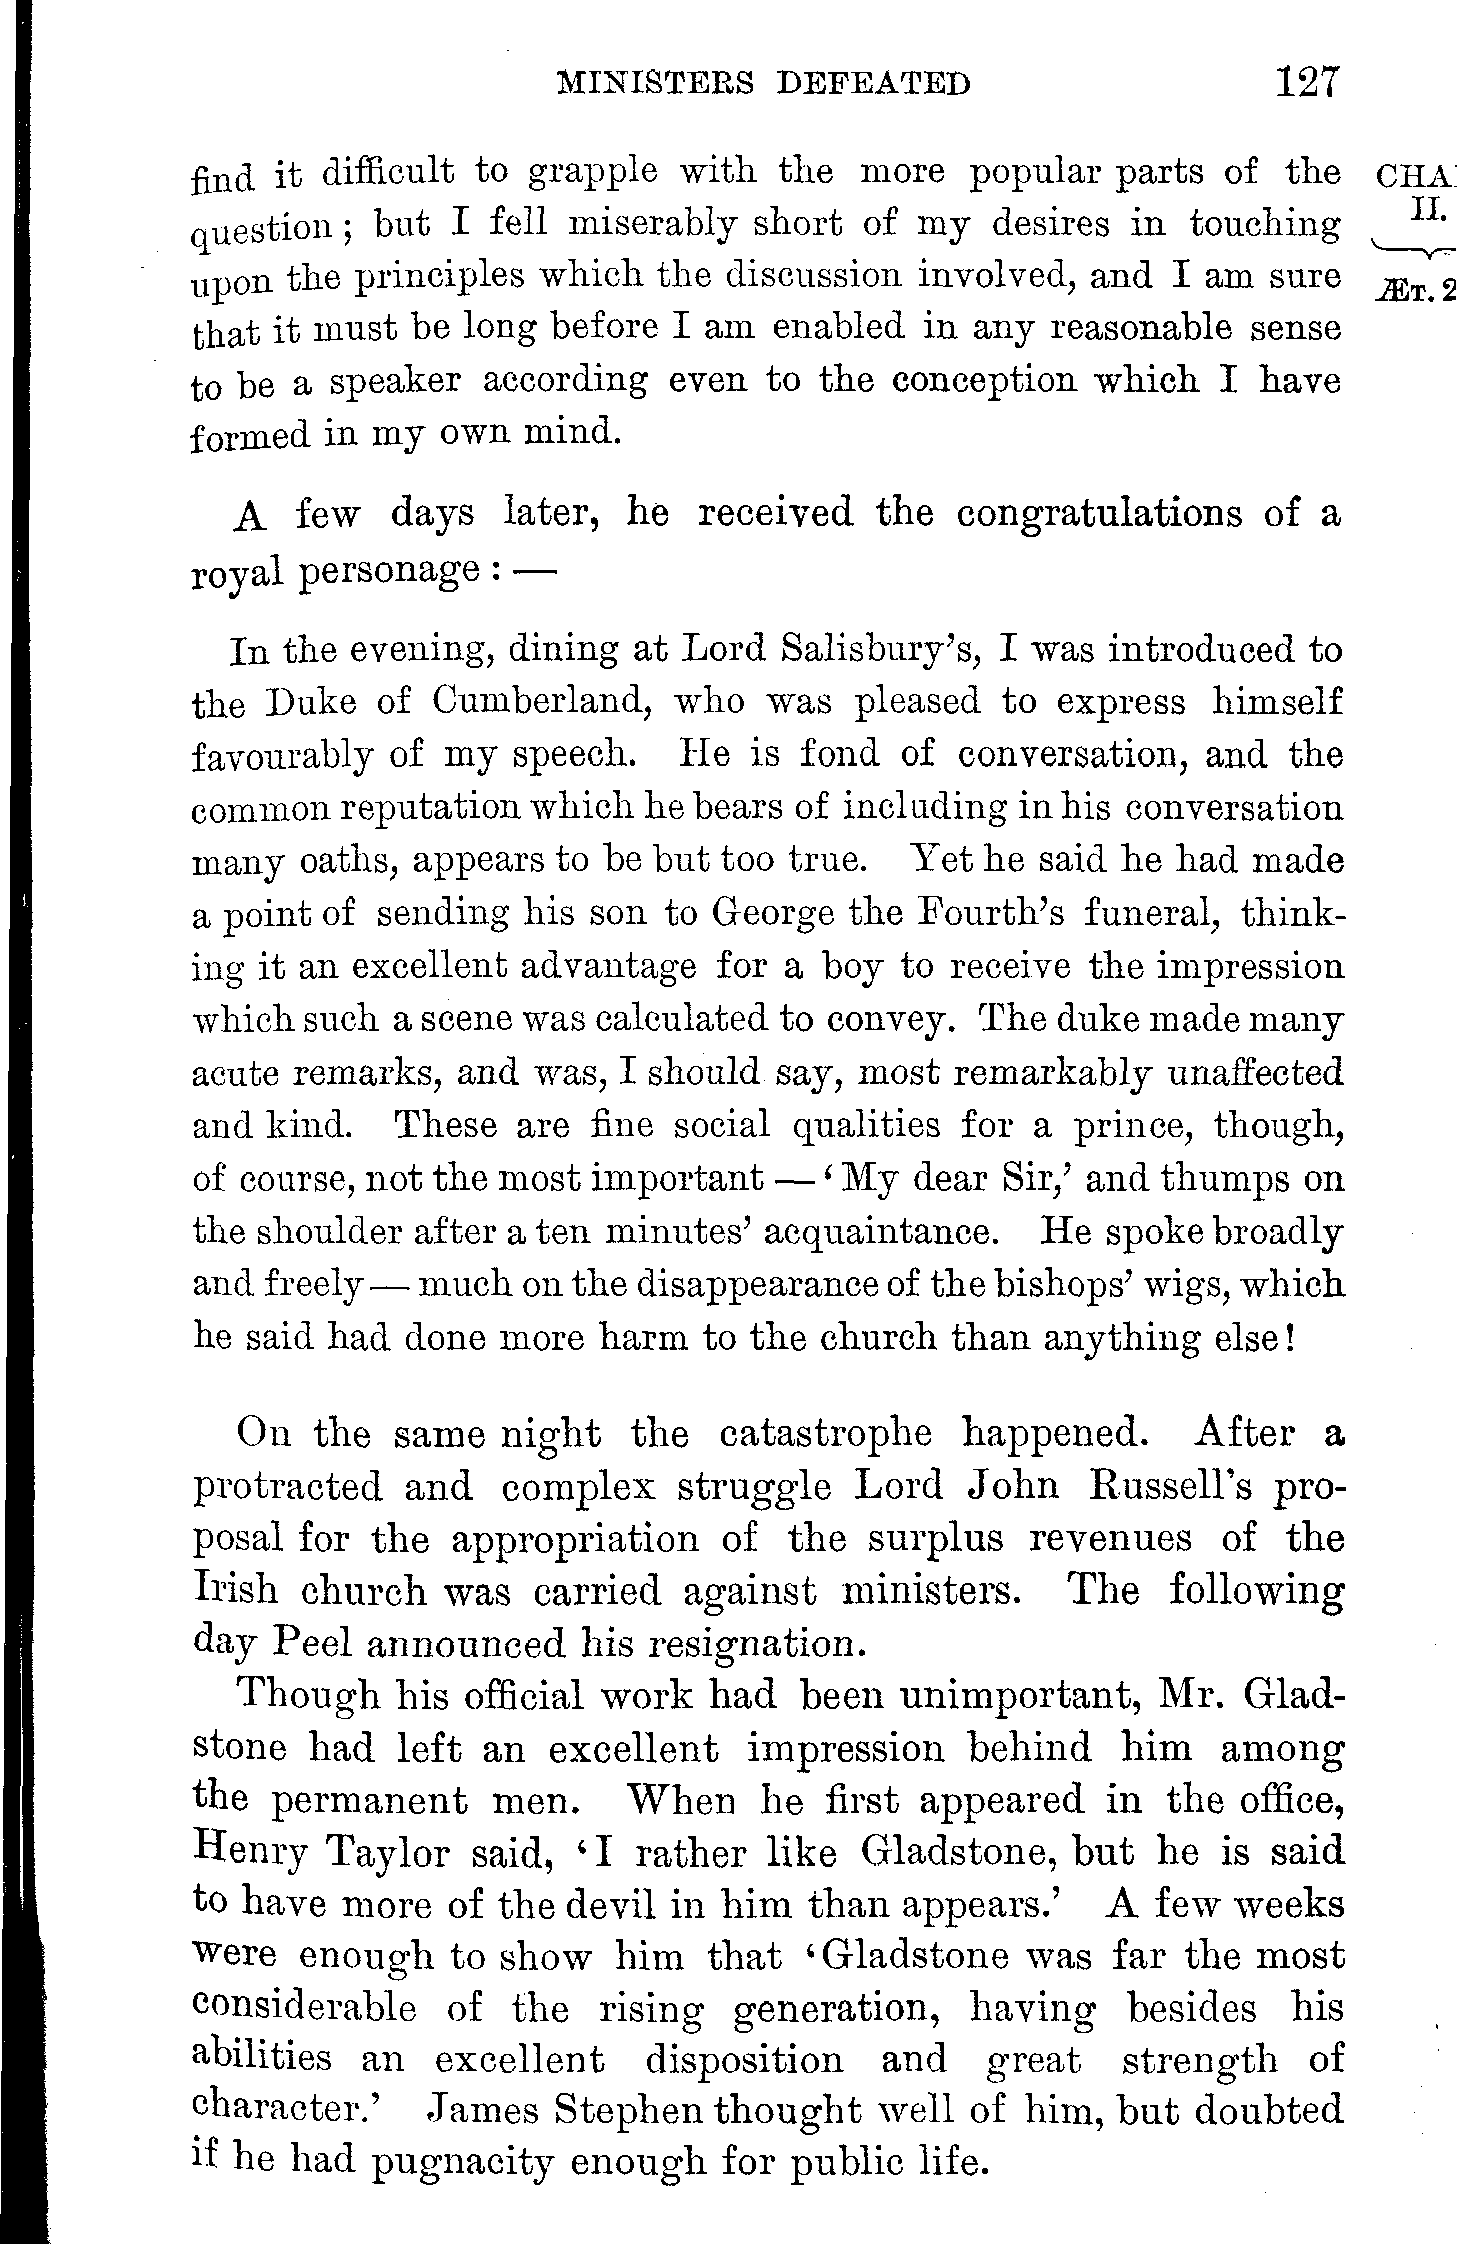 MINISTERS DEFEATED 127
find it difficult to grapple with the more popular parts of the
question; but I fell miserably short of my desires in touching
upon the principles which the discussion involved, and I am sure
that it must be long before I am enabled in any reasonable sense
to be a speaker according even to the conception which I have
formed in my own mind.
CHA
II.
ÆT. 2
A few days later, he received the congratulations of a
royal personage: —
In the evening, dining at Lord Salisbury's, I was introduced to
the Duke of Cumberland, who was pleased to express himself
favourably of my speech. He is fond of conversation, and the
common reputation which he bears of including in his conversation
many oaths, appears to be but too true. Yet he said he had made
a point of sending his son to George the Fourth's funeral, think-
ing it an excellent advantage for a boy to receive the impression
which such a scene was calculated to convey. The duke made many
acute remarks, and was, I should say, most remarkably unaffected
and kind. These are fine social qualities for a prince, though,
of course, not the most important — 'My dear Sir,' and thumps on
the shoulder after a ten minutes' acquaintance. He spoke broadly
and freely — much on the disappearance of the bishops' wigs, which
he said had done more harm to the church than anything else!
On the same night the catastrophe happened. After a
protracted and complex struggle Lord John Russell's pro-
posal for the appropriation of the surplus revenues of the
Irish church was carried against ministers. The following
day Peel announced his resignation.
Though his official work had been unimportant, Mr. Glad-
stone had left an excellent impression behind him among
the permanent men. When he first appeared in the office,
Henry Taylor said, 'I rather like Gladstone, but he is said
to have more of the devil in him than appears.' A few weeks
were enough to show him that 'Gladstone was far the most
considerable of the rising generation, having besides his
abilities an excellent disposition and great strength of
character.' James Stephen thought well of him, but doubted
if he had pugnacity enough for public life.